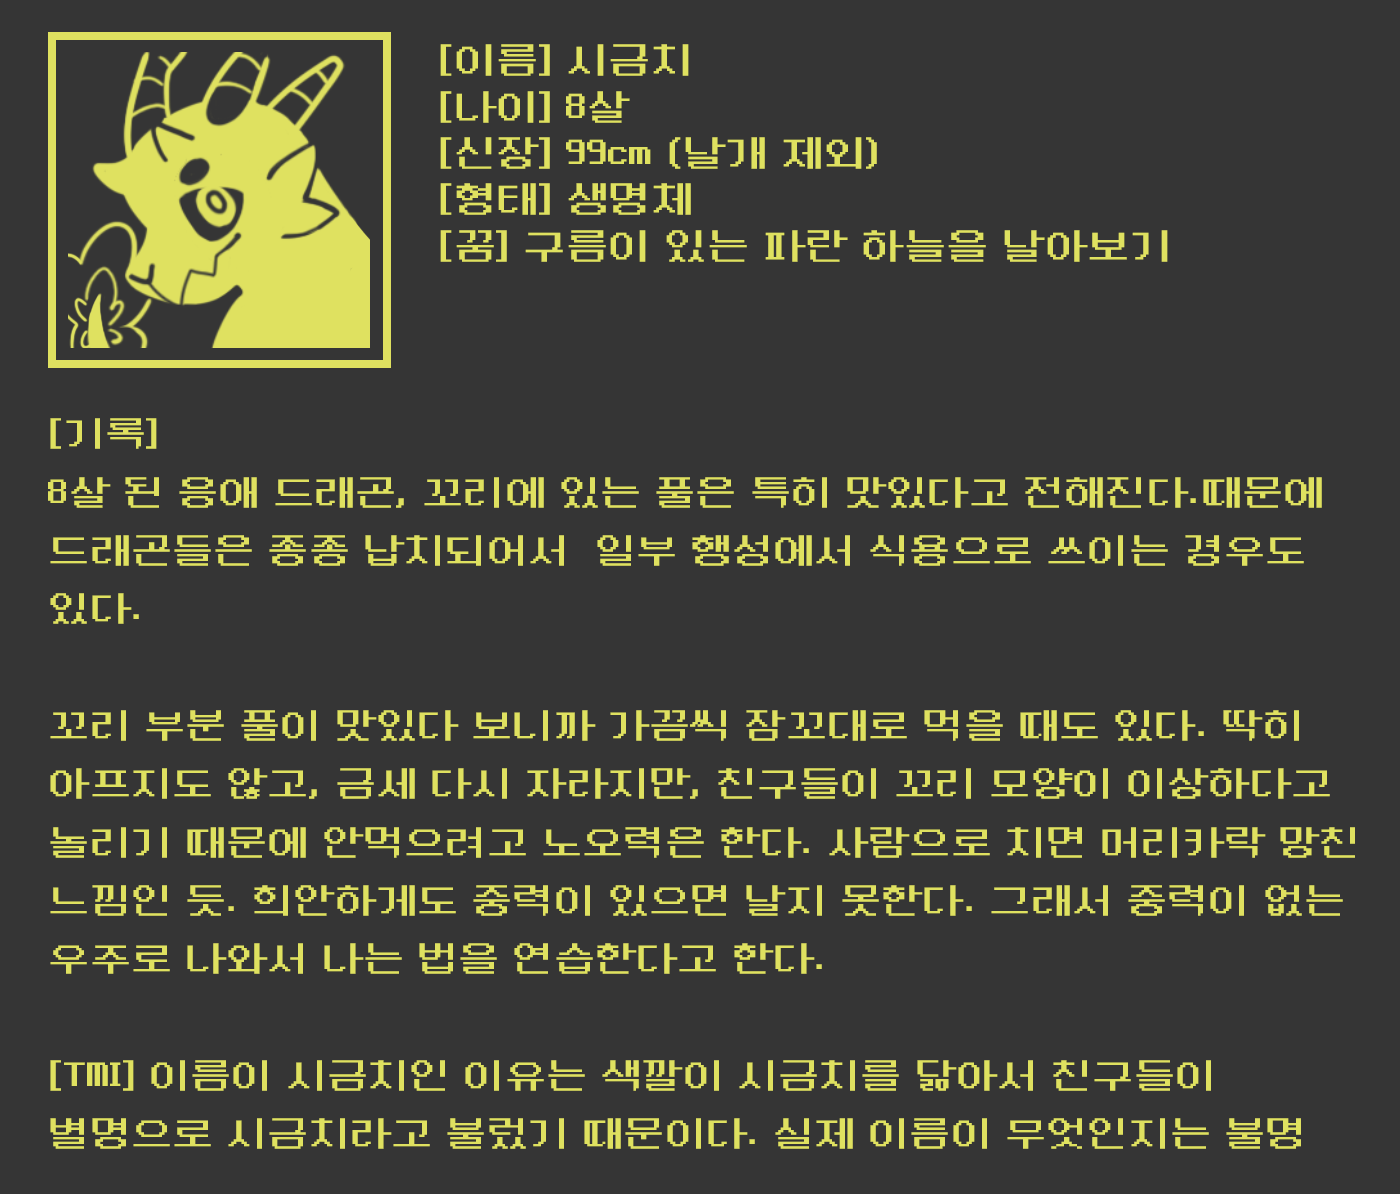 [이름] 시금치
[나이] 8살
[신장] 99cm (날개 제외)
[형태] 생명체
[꿈] 구름이 있는 파란 하늘을 날아보기
[기록]
8살 된 응애 드래곤, 꼬리에 있는 풀은 특히 맛있다고 전해진다.때문에
드래곤들은 종종 납치되어서  일부 행성에서 식용으로 쓰이는 경우도
있다.
꼬리 부분 풀이 맛있다 보니까 가끔씩 잠꼬대로 먹을 때도 있다. 딱히
아프지도 않고, 금세 다시 자라지만, 친구들이 꼬리 모양이 이상하다고
놀리기 때문에 안먹으려고 노오력은 한다. 사람으로 치면 머리카락 망친
느낌인 듯. 희안하게도 중력이 있으면 날지 못한다. 그래서 중력이 없는
우주로 나와서 나는 법을 연습한다고 한다.
[TMI] 이름이 시금치인 이유는 색깔이 시금치를 닮아서 친구들이
별명으로 시금치라고 불렀기 때문이다. 실제 이름이 무엇인지는 불명